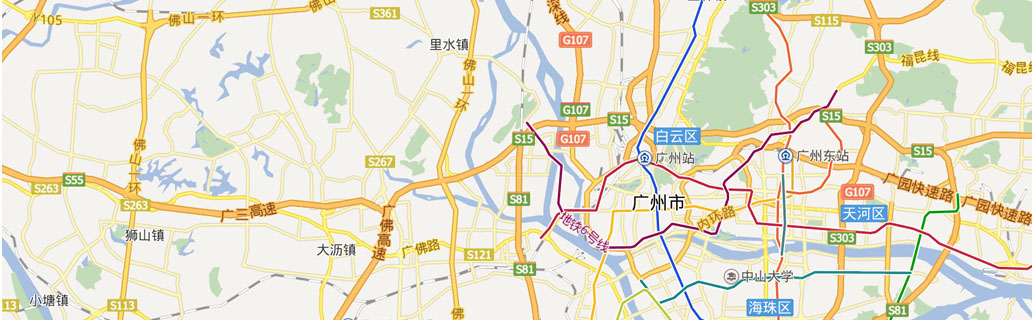 105
佛山一环
S361
深线
S303
S115
里水镇
G107
S303
福昆线
福昆线
佛山一环
G107
S15
S15
佛山一环
S15
G107
白云区
S267
广州站
广州东站
S55
S263
S263
广三高速
广佛高速
S81
地铁6号线
广州市
内环路
G107
天河区
广园快速路
广园快速路
狮山镇
大沥镇
广佛路
S121
S303
S81
中山大学
小塘镇
13
S113
海珠区
S81